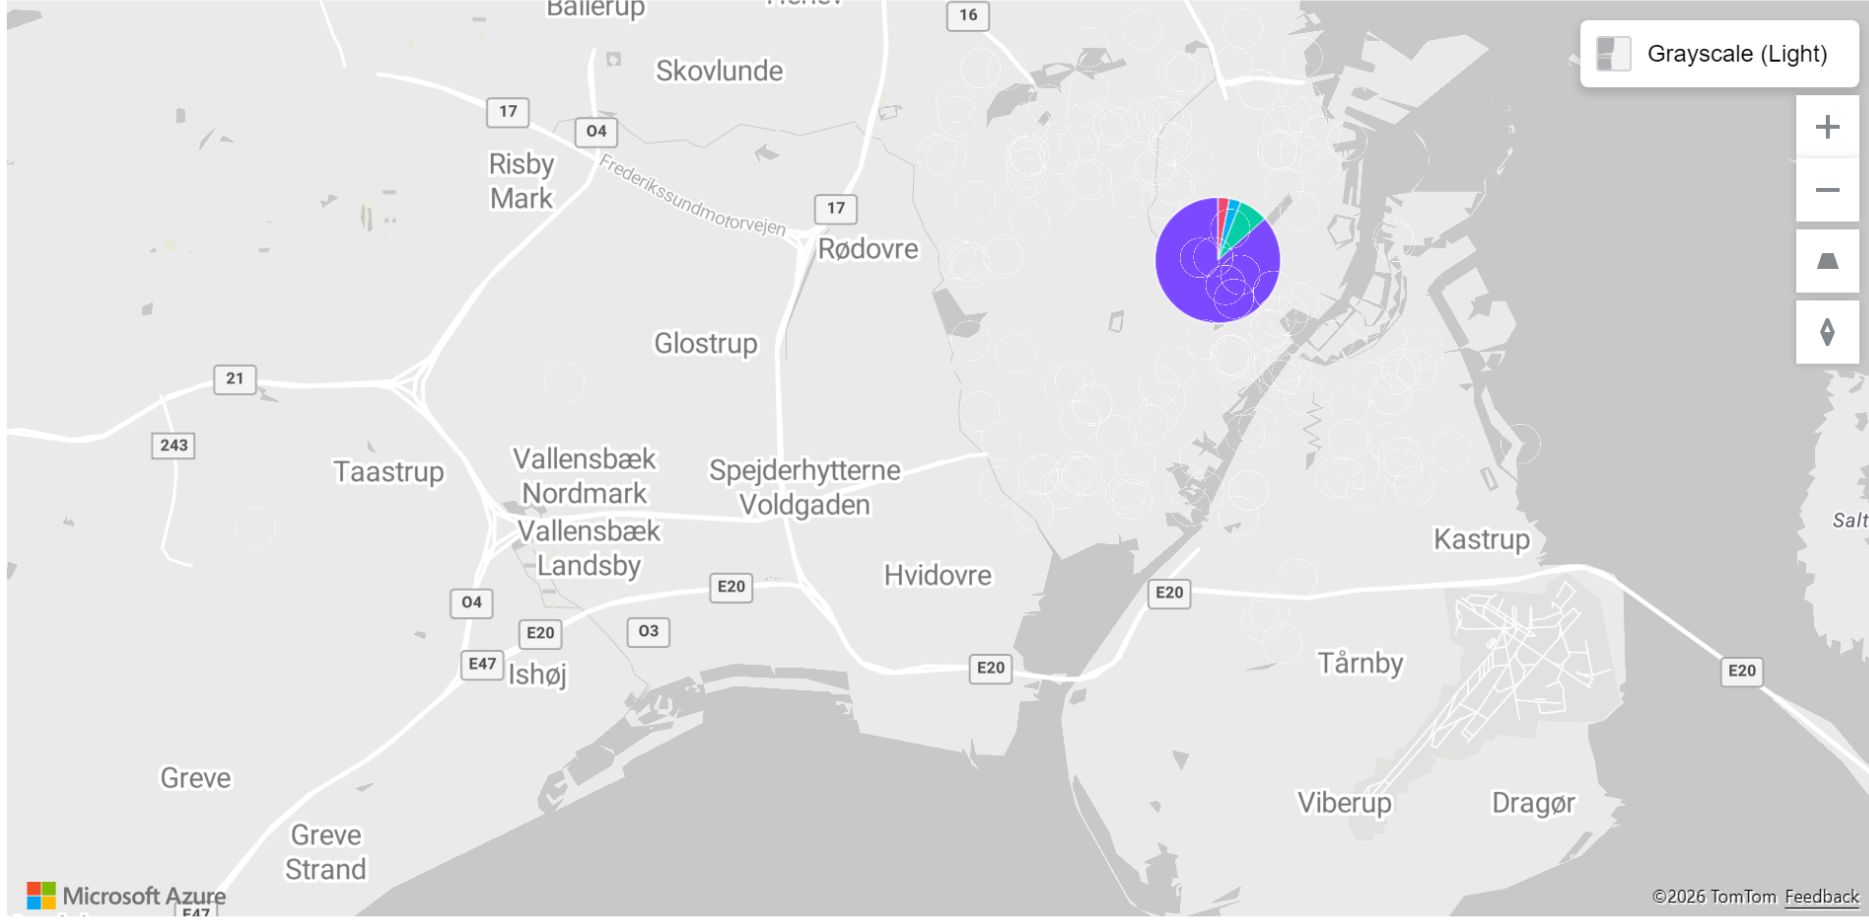 Ballerup
16
Grayscale (Light)
Skovlunde
17
O4
Risby
Mark
Frederikssundmotorvejen
17
Rødovre
Glostrup
21
243
Taastrup
Vallensbæk
Nordmark
Spejderhytterne
Voldgaden
Vallensbæk
Landsby
Salt
Kastrup
Hvidovre
E20
E20
O4
E20
O3
E47
Ishøj
E20
Tårnby
E20
Greve
Viberup
Dragør
Greve
Strand
Microsoft Azure
E47
©2026 TomTom Feedback